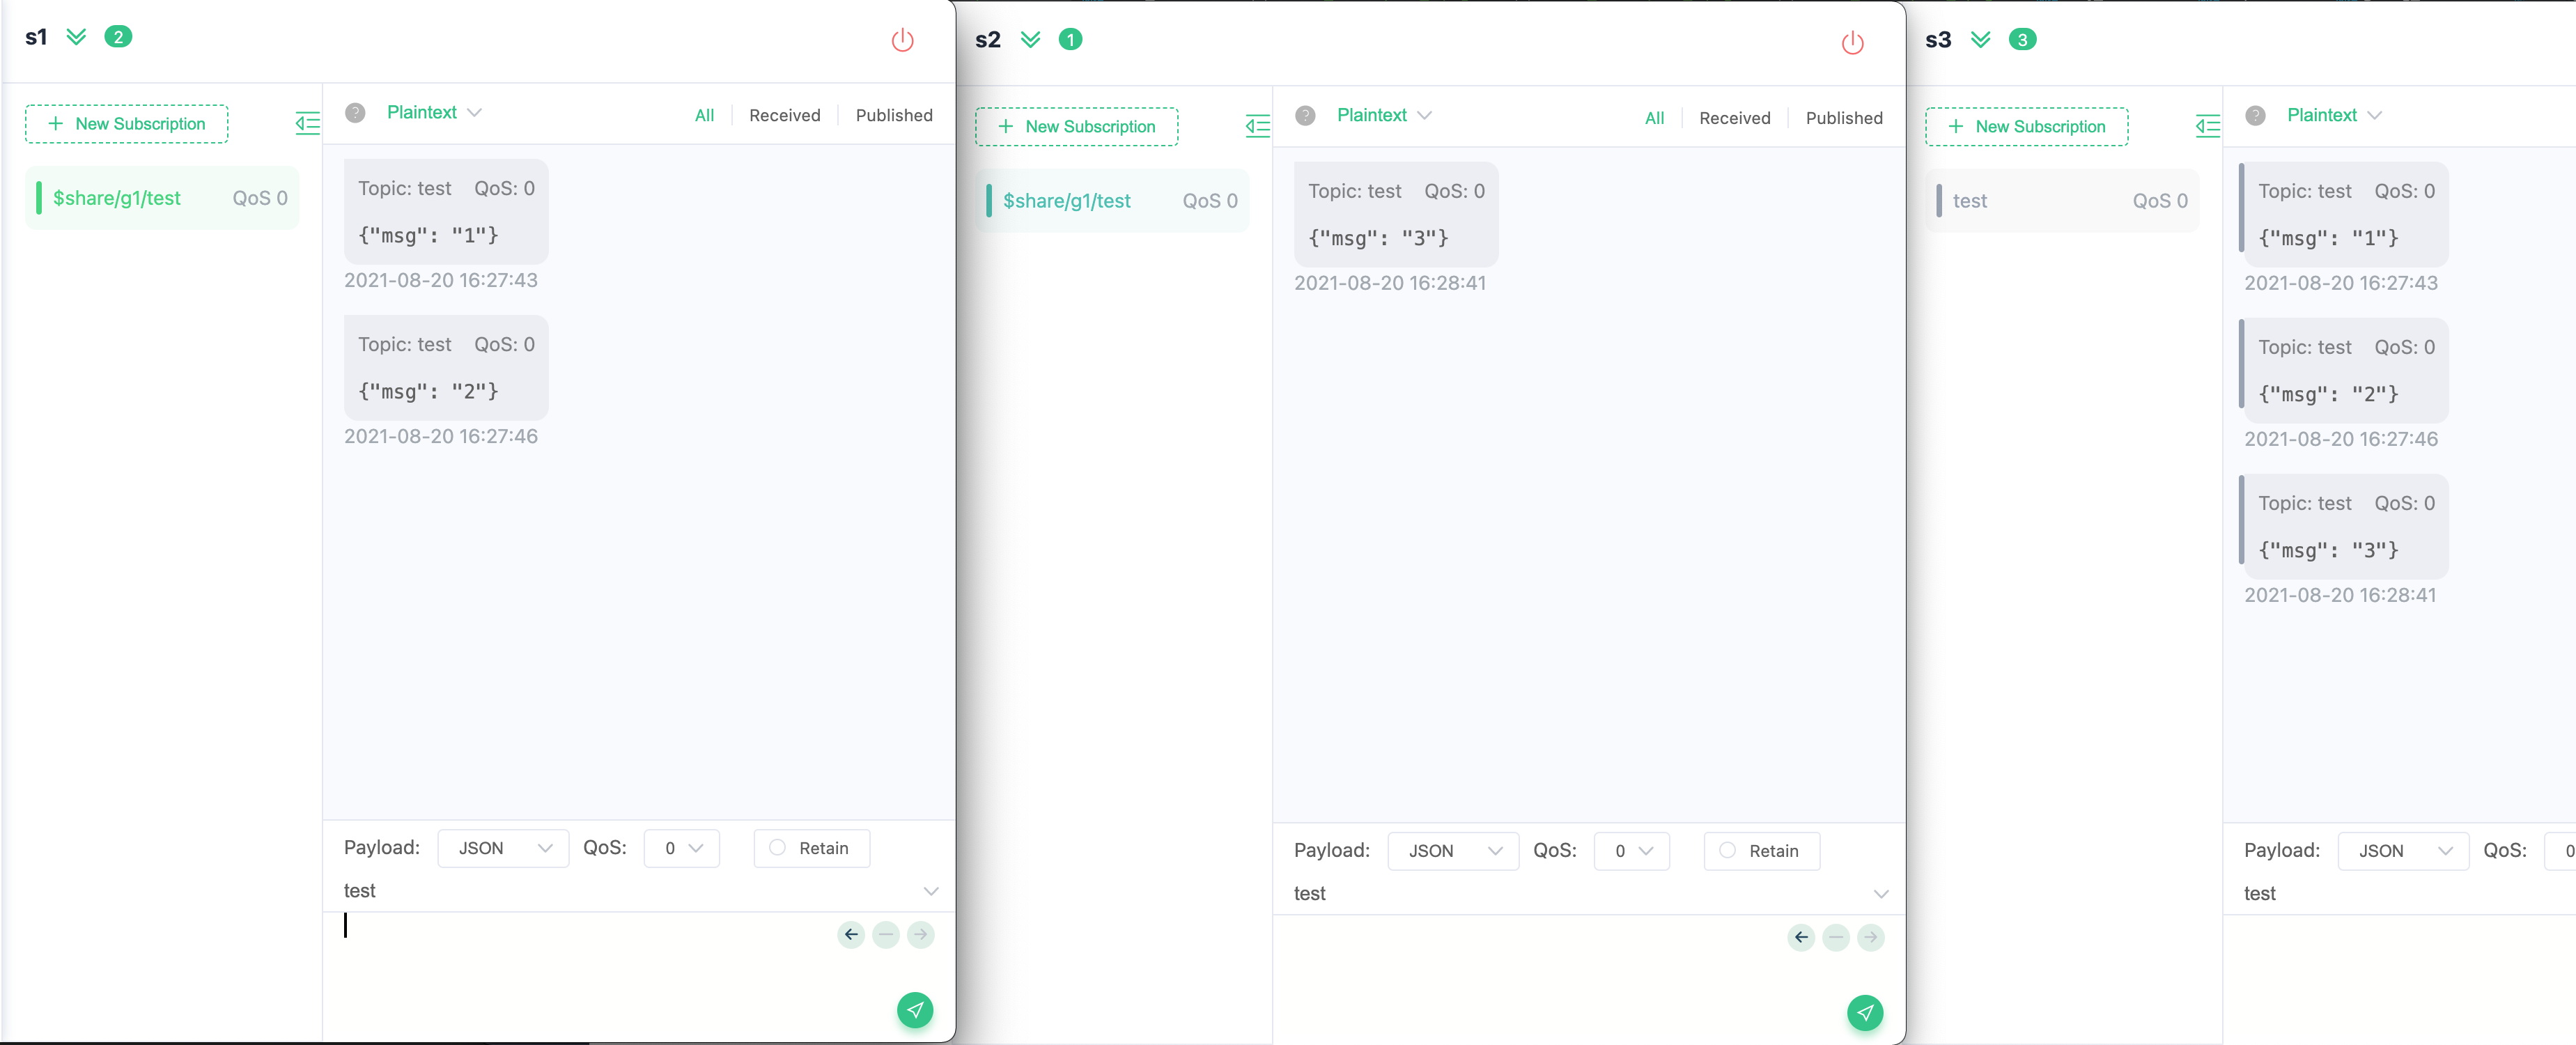 s1 2
New Subscription
$share/g1/test QoS 0
? Plaintext All Received Published
Topic: test QoS: 0
{"msg": "1"}
2021-08-20 16:27:43
Topic: test QoS: 0
{"msg": "2"}
2021-08-20 16:27:46
Payload: JSON QoS: 0 Retain
test
s2 1
New Subscription
$share/g1/test QoS 0
? Plaintext All Received Published
Topic: test QoS: 0
{"msg": "3"}
2021-08-20 16:28:41
Payload: JSON QoS: 0 Retain
test
s3 3
New Subscription
test QoS 0
? Plaintext
Topic: test QoS: 0
{"msg": "1"}
2021-08-20 16:27:43
Topic: test QoS: 0
{"msg": "2"}
2021-08-20 16:27:46
Topic: test QoS: 0
{"msg": "3"}
2021-08-20 16:28:41
Payload: JSON QoS: 0
test